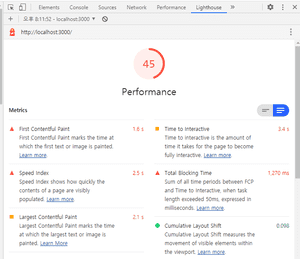 Elements
Console
Sources
Network
Performance
Lighthouse
오후 8:11:52 - localhost:3000
http://localhost:3000/
45
Performance
Metrics
First Contentful Paint
1.6 s
First Contentful Paint marks the time at
which the first text or image is painted.
Learn more.
Time to Interactive
3.4 s
Time to interactive is the amount of
time it takes for the page to become
fully interactive. Learn more.
Speed Index
2.5 s
Speed Index shows how quickly the
contents of a page are visibly
populated. Learn more.
Total Blocking Time
1,270 ms
Sum of all time periods between FCP
and Time to Interactive, when task
length exceeded 50ms, expressed in
milliseconds. Learn more.
Largest Contentful Paint
2.1 s
Largest Contentful Paint marks the time
at which the largest text or image is
painted. Learn More
Cumulative Layout Shift
0.098
Cumulative Layout Shift measures the
movement of visible elements within
the viewport. Learn more.